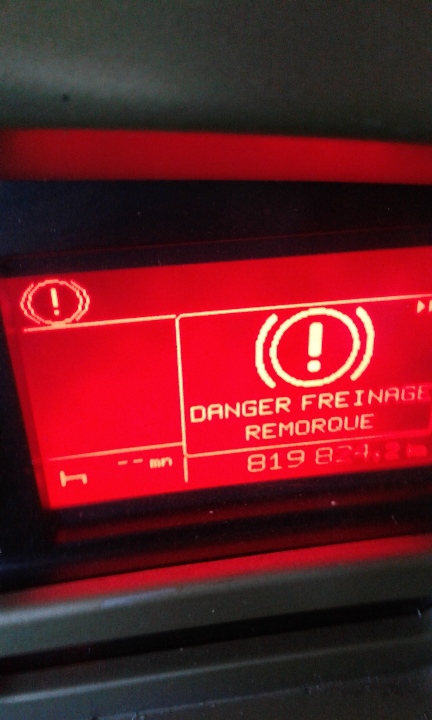 !
!
DANGER FREINAGE
REMORQUE
-- mn
819